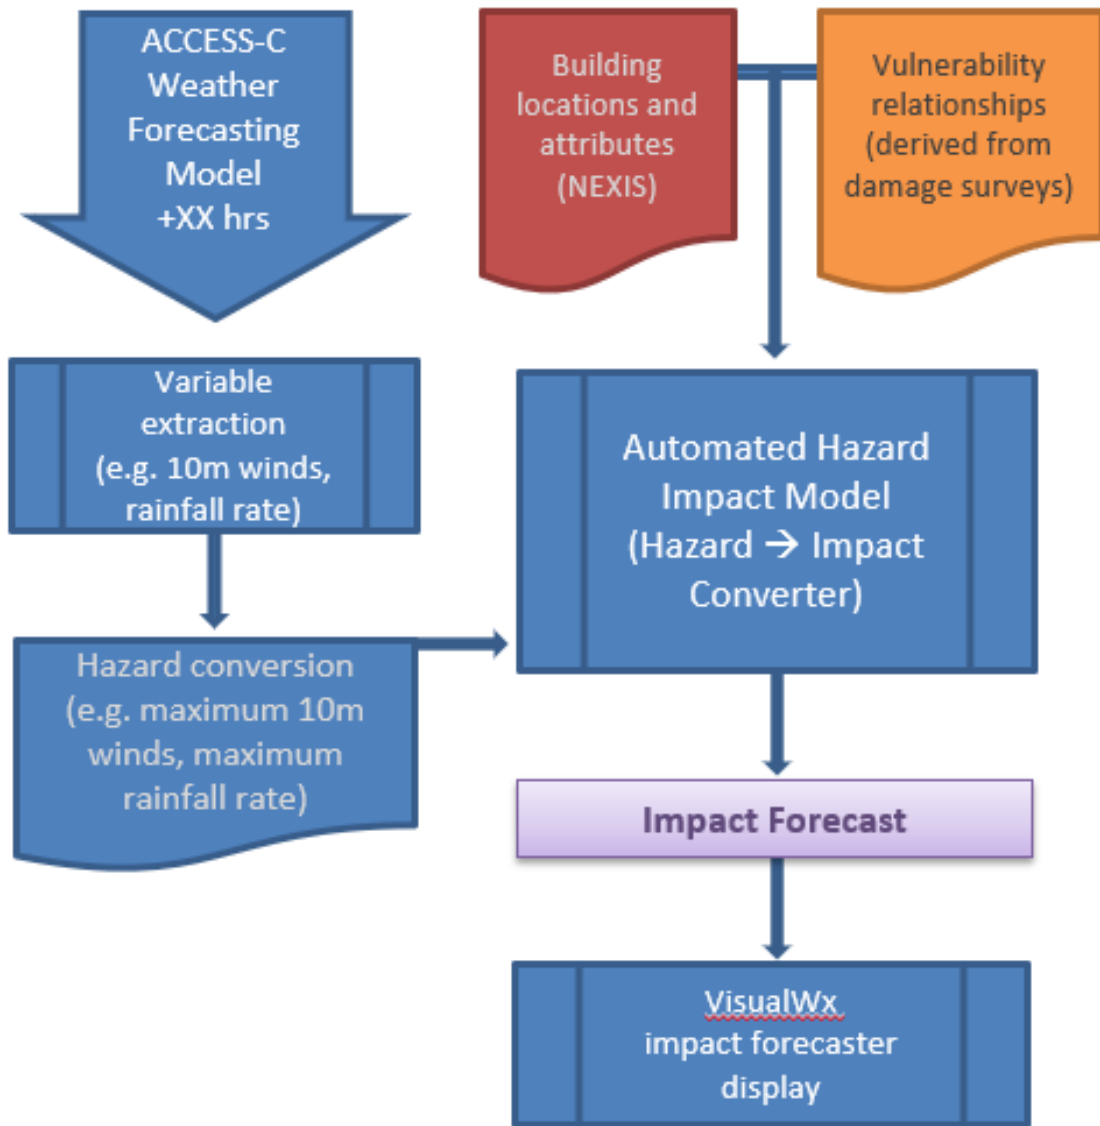 ACCESS-C
Weather
Forecasting
Model
+XX hrs
Building
locations and
attributes
(NEXIS)
Vulnerability
relationships
(derived from
damage surveys)
Variable
extraction
(e.g. 10m winds,
rainfall rate)
Hazard conversion
(e.g. maximum 10m
winds, maximum
rainfall rate)
Automated Hazard
Impact Model
(Hazard → Impact
Converter)
Impact Forecast
VisualWx
impact forecaster
display